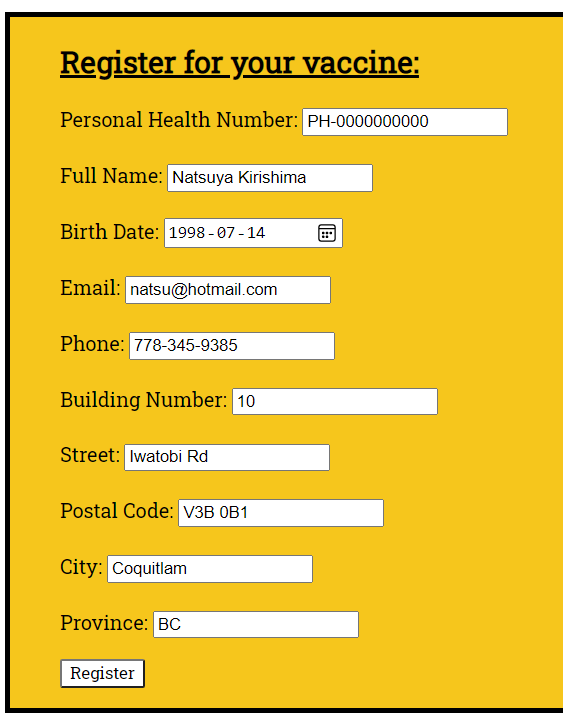 Register for your vaccine:
Personal Health Number: PH-0000000000
Full Name: Natsuya Kirishima
Birth Date: 1998-07-14
Email: natsu@hotmail.com
Phone: 778-345-9385
Building Number: 10
Street: Iwatobi Rd
Postal Code: V3B 0B1
City: Coquitlam
Province: BC
Register